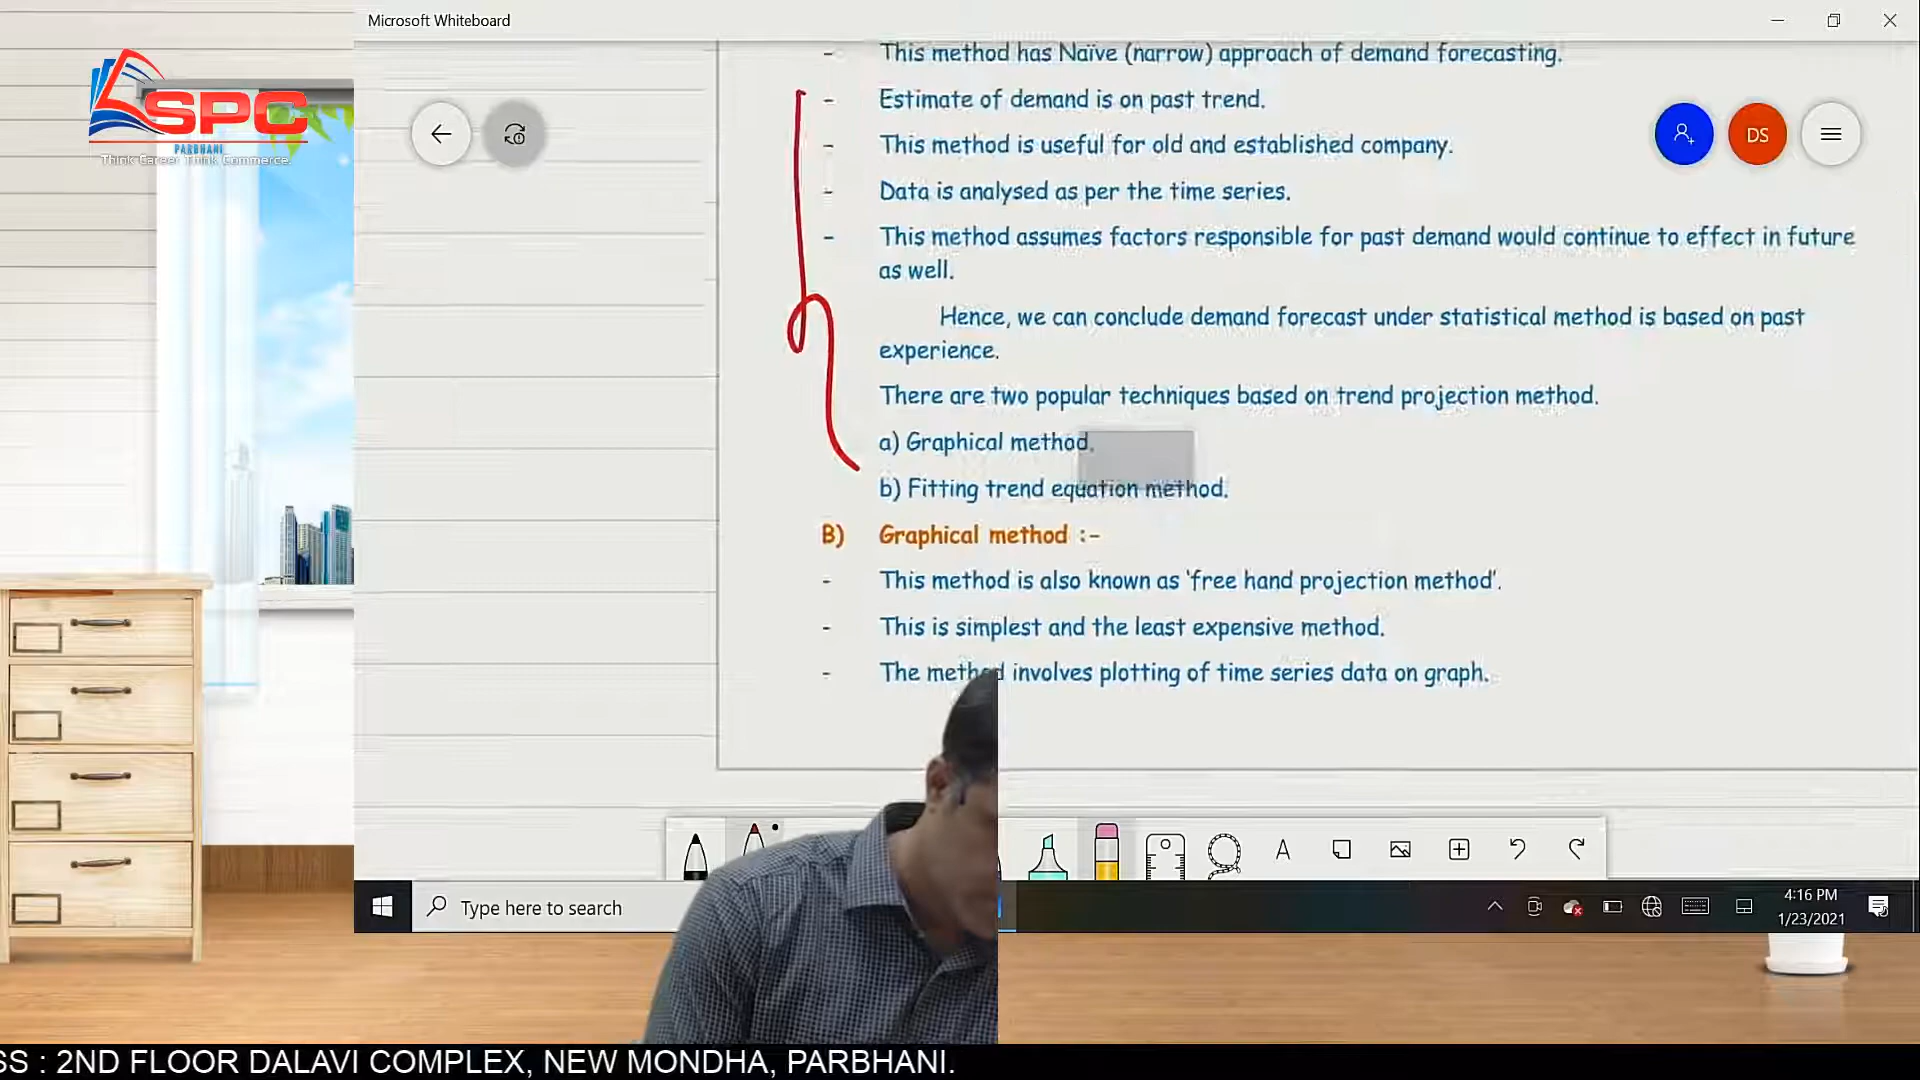 Microsoft Whiteboard
- This method has Naïve (narrow) approach of demand forecasting.
- Estimate of demand is on past trend.
- This method is useful for old and established company.
- Data is analysed as per the time series.
- This method assumes factors responsible for past demand would continue to effect in future
as well.
Hence, we can conclude demand forecast under statistical method is based on past
experience.
There are two popular techniques based on trend projection method.
a) Graphical method.
b) Fitting trend equation method.
B) Graphical method :-
- This method is also known as 'free hand projection method'.
- This is simplest and the least expensive method.
- The method involves plotting of time series data on graph.
SPC
PARBHANI
Think Career Think Commerce.
DS
A
Type here to search
4:16 PM
1/23/2021
SS : 2ND FLOOR DALAVI COMPLEX, NEW MONDHA, PARBHANI.